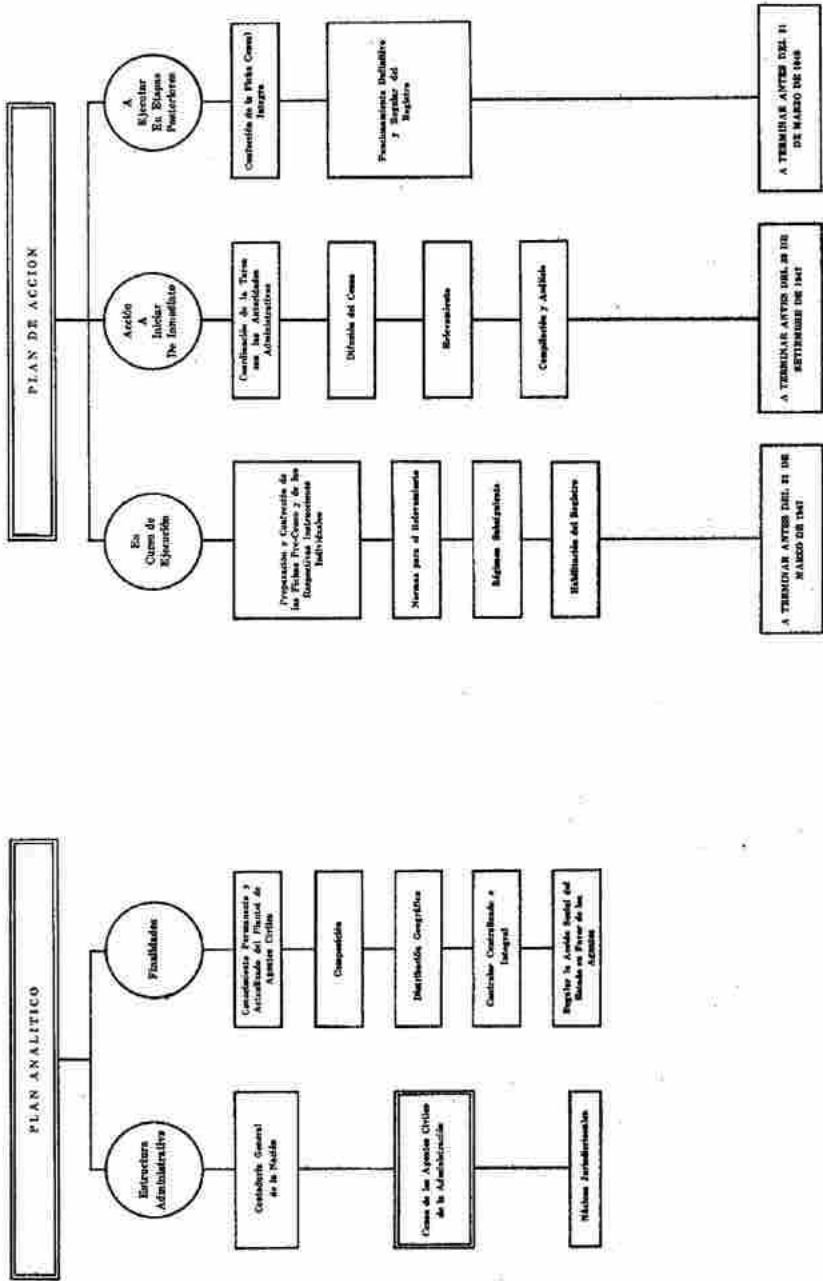 PLAN ANALITICO
Estructura
Administrativa
Contaduría General
de la Nación
Censo de los Agentes Civiles
de la Administración
Núcleos Jurisdiccionales
Finalidades
Conocimiento Permanente y
Actualizado del Plantel de
Agentes Civiles
Composición
Distribución Geográfica
Contralor Centralizado e
Integral
Regular la Acción Social del
Estado en Favor de los
Agentes
PLAN DE ACCION
En
Curso de
Ejecución
Preparación y Confección de
las Fichas Pre-Censo y de las
Respectivas Instrucciones
Individuales
Normas para el Relevamiento
Régimen Subsiguiente
Habilitación del Registro
A TERMINAR ANTES DEL 31 DE
MARZO DE 1947
Acción
A
Iniciar
De Inmediato
Coordinación de la Tarea
con las Autoridades
Administrativas
Difusión del Censo
Relevamiento
Compilación y Análisis
A TERMINAR ANTES DEL 30 DE
SETIEMBRE DE 1947
A
Ejecutar
En Etapas
Posteriores
Confección de la Ficha Censal
Integra
Funcionamiento Definitivo
y Regular del
Registro
A TERMINAR ANTES DEL 31
DE MARZO DE